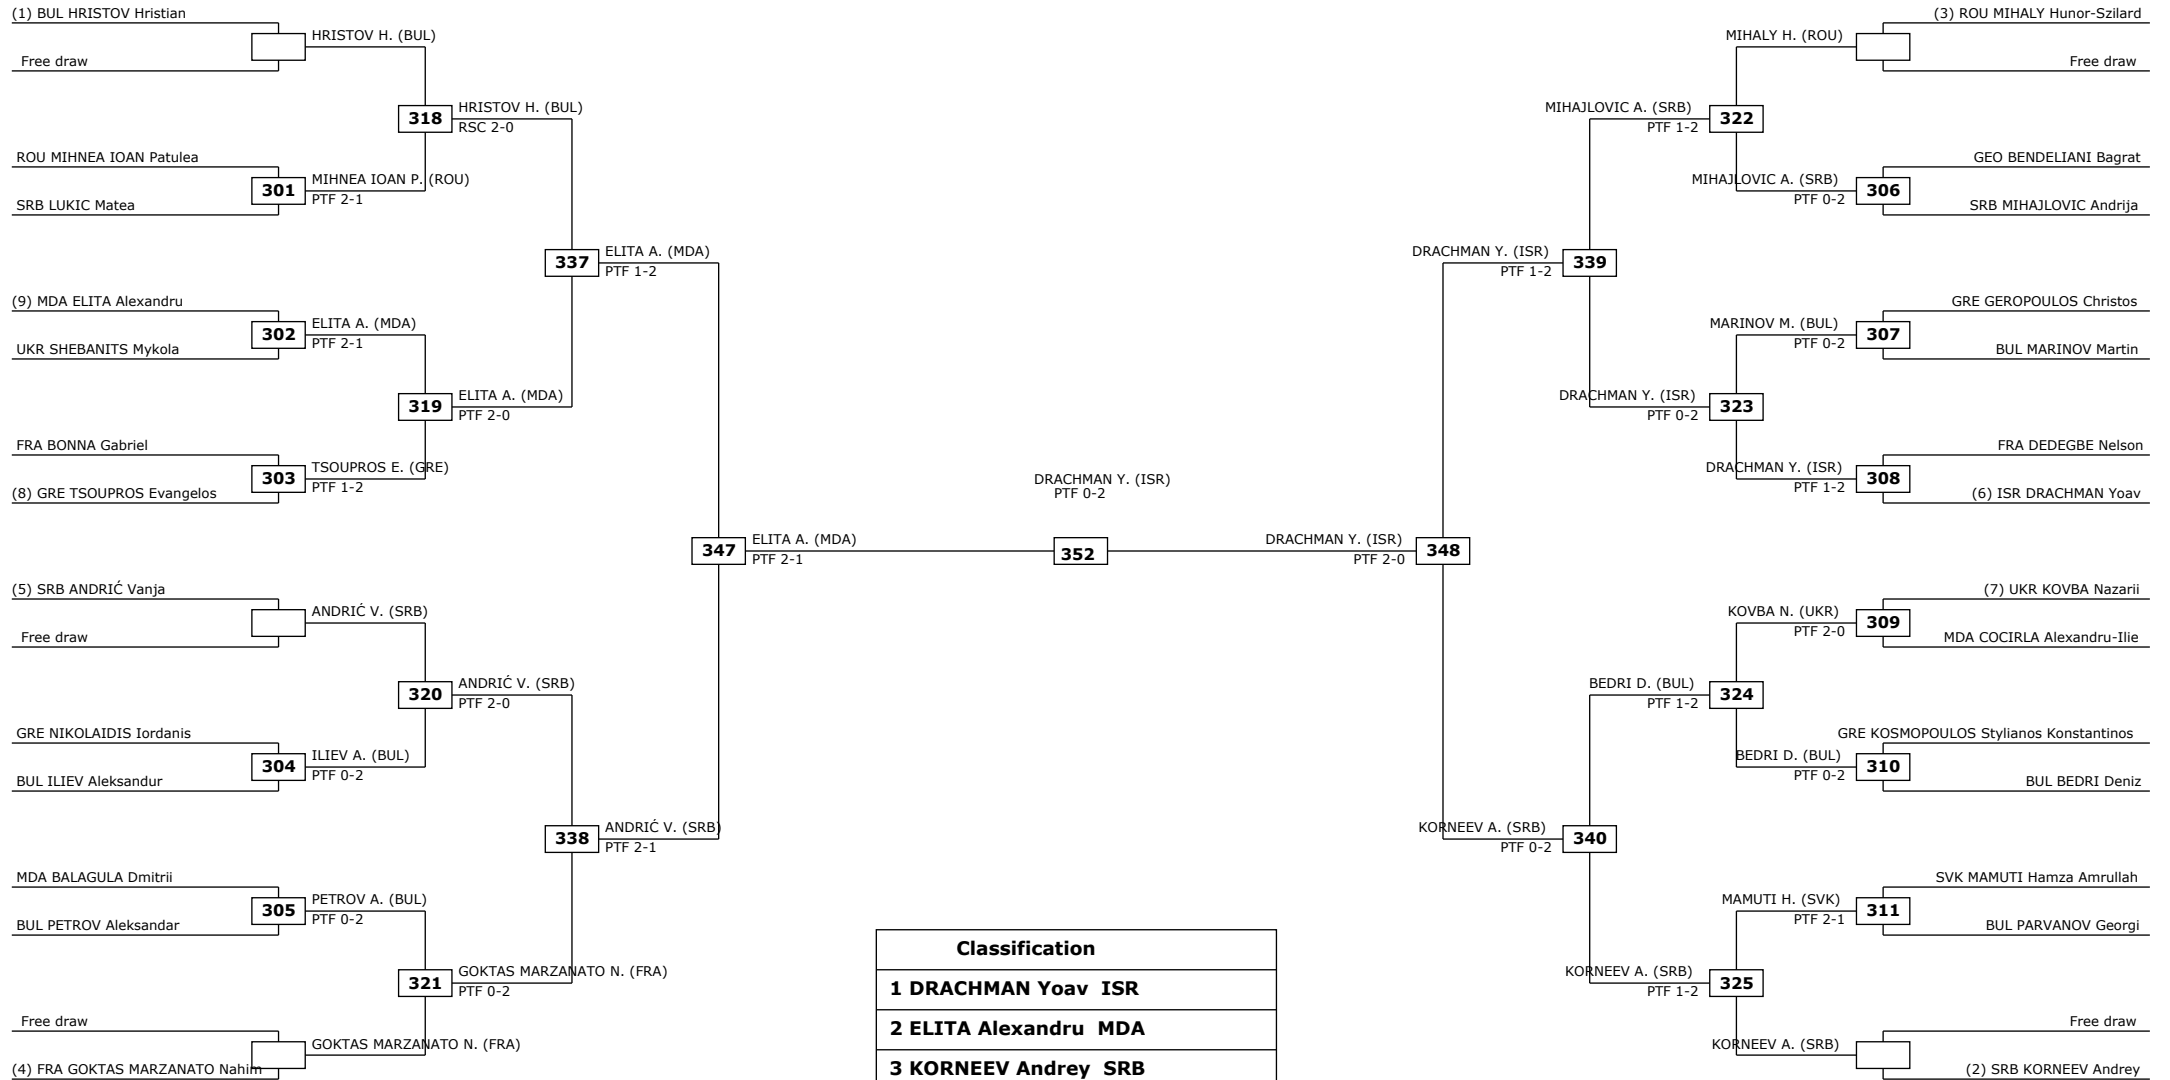 (1) BUL HRISTOV Hristian
HRISTOV H. (BUL)
Free draw
318
HRISTOV H. (BUL)
RSC 2-0
ROU MIHNEA IOAN Patulea
301
MIHNEA IOAN P. (ROU)
PTF 2-1
SRB LUKIC Matea
337
ELITA A. (MDA)
PTF 1-2
(9) MDA ELITA Alexandru
302
ELITA A. (MDA)
PTF 2-1
UKR SHEBANITS Mykola
319
ELITA A. (MDA)
PTF 2-0
FRA BONNA Gabriel
303
TSOUPROS E. (GRE)
PTF 1-2
(8) GRE TSOUPROS Evangelos
347
ELITA A. (MDA)
PTF 2-1
(5) SRB ANDRIĆ Vanja
ANDRIĆ V. (SRB)
Free draw
320
ANDRIĆ V. (SRB)
PTF 2-0
GRE NIKOLAIDIS Iordanis
304
ILIEV A. (BUL)
PTF 0-2
BUL ILIEV Aleksandur
338
ANDRIĆ V. (SRB)
PTF 2-1
MDA BALAGULA Dmitrii
305
PETROV A. (BUL)
PTF 0-2
BUL PETROV Aleksandar
321
GOKTAS MARZANATO N. (FRA)
PTF 0-2
Free draw
GOKTAS MARZANATO N. (FRA)
(4) FRA GOKTAS MARZANATO Nahim
DRACHMAN Y. (ISR)
PTF 0-2
352
(3) ROU MIHALY Hunor-Szilard
MIHALY H. (ROU)
Free draw
MIHAJLOVIC A. (SRB)
PTF 1-2
322
GEO BENDELIANI Bagrat
MIHAJLOVIC A. (SRB)
PTF 0-2
306
SRB MIHAJLOVIC Andrija
DRACHMAN Y. (ISR)
PTF 1-2
339
GRE GEROPOULOS Christos
MARINOV M. (BUL)
PTF 0-2
307
BUL MARINOV Martin
DRACHMAN Y. (ISR)
PTF 0-2
323
FRA DEDEGBE Nelson
DRACHMAN Y. (ISR)
PTF 1-2
308
(6) ISR DRACHMAN Yoav
DRACHMAN Y. (ISR)
PTF 2-0
348
(7) UKR KOVBA Nazarii
KOVBA N. (UKR)
PTF 2-0
309
MDA COCIRLA Alexandru-Ilie
BEDRI D. (BUL)
PTF 1-2
324
GRE KOSMOPOULOS Stylianos Konstantinos
BEDRI D. (BUL)
PTF 0-2
310
BUL BEDRI Deniz
KORNEEV A. (SRB)
PTF 0-2
340
SVK MAMUTI Hamza Amrullah
MAMUTI H. (SVK)
PTF 2-1
311
BUL PARVANOV Georgi
KORNEEV A. (SRB)
PTF 1-2
325
Free draw
KORNEEV A. (SRB)
(2) SRB KORNEEV Andrey
Classification
1 DRACHMAN Yoav ISR
2 ELITA Alexandru MDA
3 KORNEEV Andrey SRB